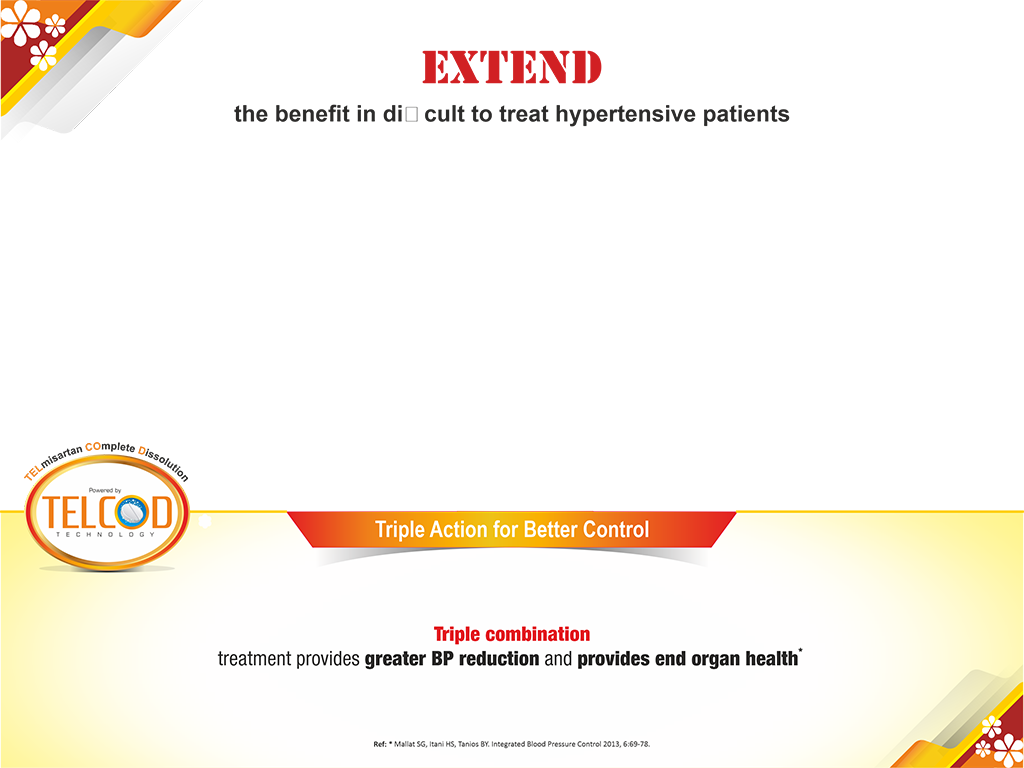 EXTEND
the benefit in di□ cult to treat hypertensive patients
TELmisartan COmplete Dissolution
Powered by
TELCOD
TECHNOLOGY
Triple Action for Better Control
Triple combination
treatment provides greater BP reduction and provides end organ health*
Ref: * Mallat SG, Itani HS, Tanios BY. Integrated Blood Pressure Control 2013, 6:69-78.